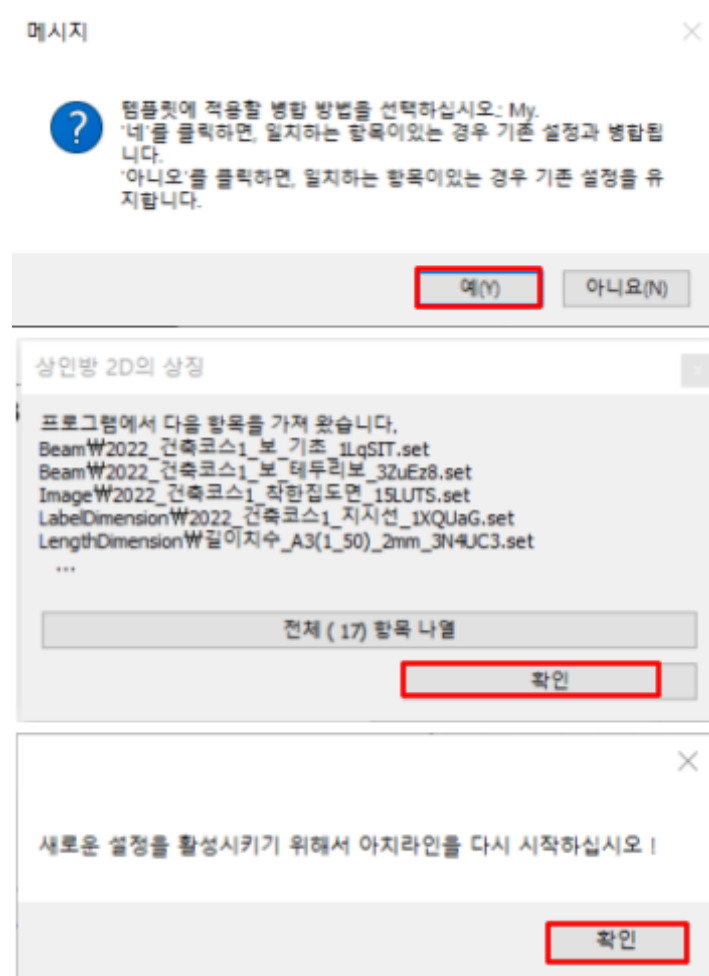 메시지
템플릿에 적용할 병합 방법을 선택하십시오.: My.
'네'를 클릭하면, 일치하는 항목이있는 경우 기존 설정과 병합됩
니다.
'아니오'를 클릭하면, 일치하는 항목이있는 경우 기존 설정을 유
지합니다.
예(Y)
아니요(N)
상인방 2D의 상징
프로그램에서 다음 항목을 가져 왔습니다,
Beam₩2022_건축코스1_보_기초_1LqSIT.set
Beam₩2022_건축코스1_보_테두리보_3ZuEz8.set
Image₩2022_건축코스1_착한집도면_15LUTS.set
LabelDimension₩2022_건축코스1_지시선_1XQUaG.set
LengthDimension₩길이치수_A3(1_50)_2mm_3N4UC3.set
...
전체 ( 17) 항목 나열
확인
새로운 설정을 활성시키기 위해서 아치라인을 다시 시작하십시오 !
확인